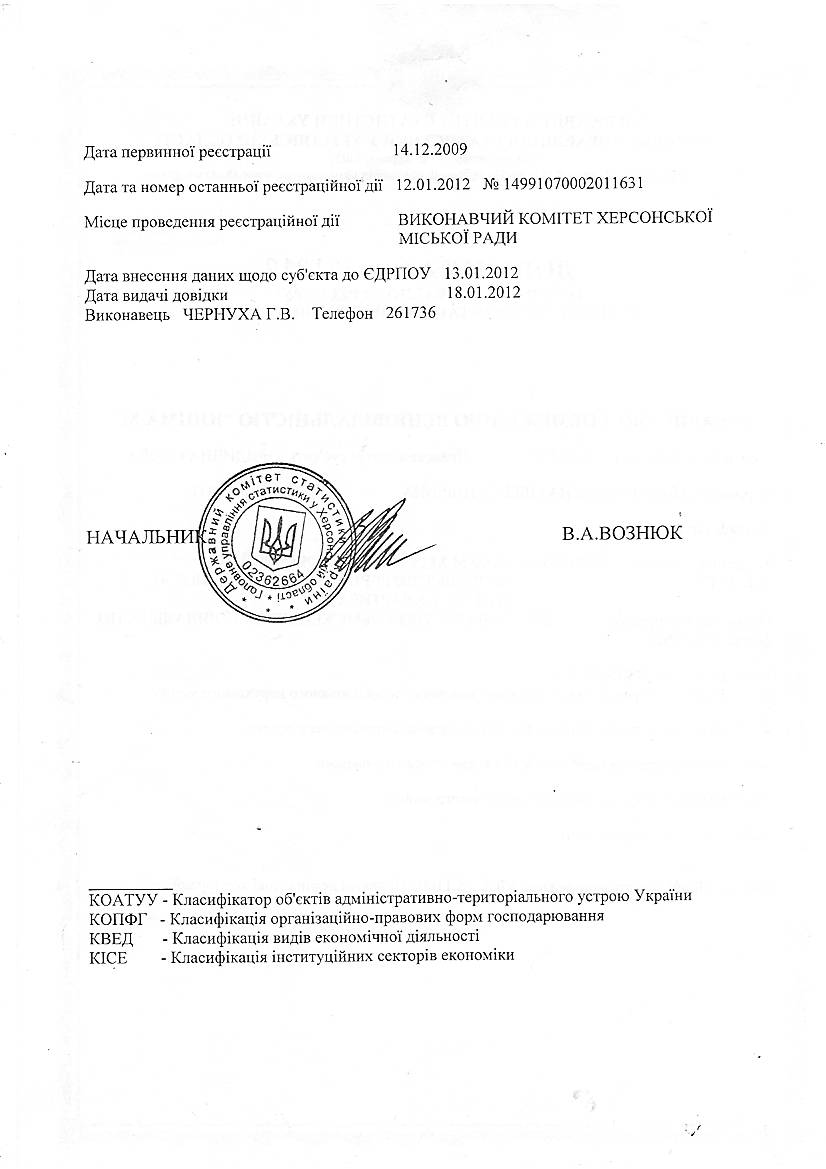 Дата первинної реєстрації 14.12.2009
Дата та номер останньої реєстраційної дії 12.01.2012 № 14991070002011631
Місце проведення реєстраційної дії ВИКОНАВЧИЙ КОМІТЕТ ХЕРСОНСЬКОЇ
МІСЬКОЇ РАДИ
Дата внесення даних щодо суб'єкта до ЄДРПОУ 13.01.2012
Дата видачі довідки 18.01.2012
Виконавець ЧЕРНУХА Г.В. Телефон 261736
Державний комітет статистики України
Головне управління статистики у Херсонській області
02362664
НАЧАЛЬНИК В.А.ВОЗНЮК
КОАТУУ - Класифікатор об'єктів адміністративно-територіального устрою України
КОПФГ - Класифікація організаційно-правових форм господарювання
КВЕД - Класифікація видів економічної діяльності
КІСЕ - Класифікація інституційних секторів економіки